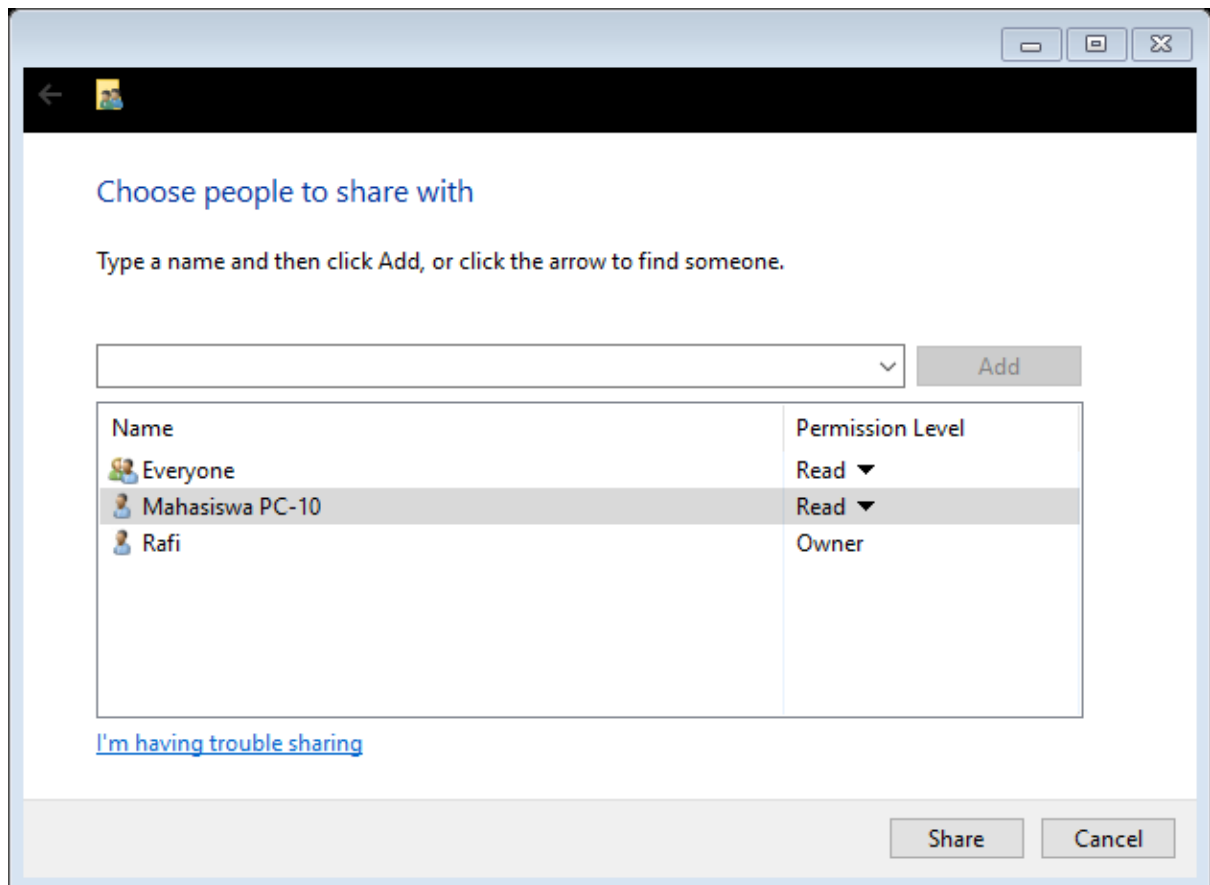 Choose people to share with
Type a name and then click Add, or click the arrow to find someone.
Add
Name Permission Level
Everyone Read
Mahasiswa PC-10 Read
Rafi Owner
I'm having trouble sharing
Share Cancel